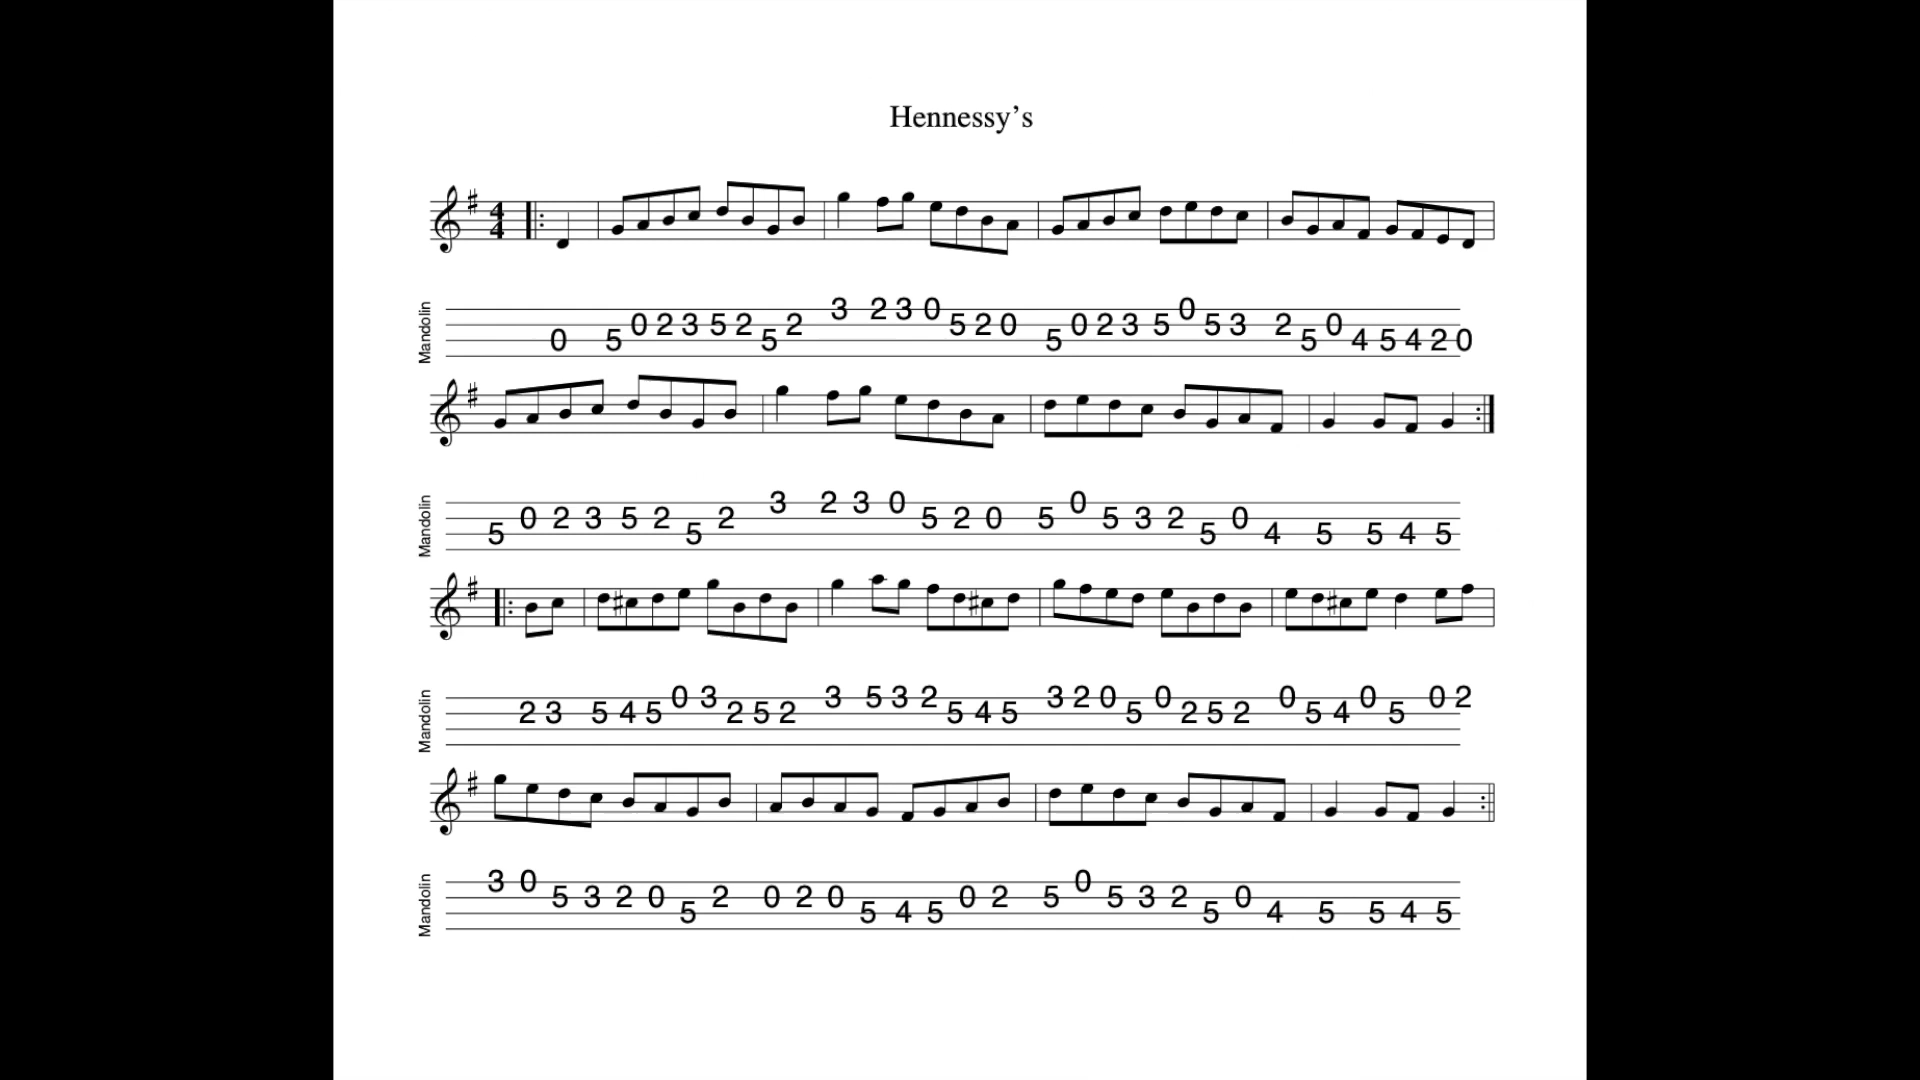 Hennessy’s
4
4
Mandolin
0 5 0 2 3 5 2 5 2 3 2 3 0 5 2 0 5 0 2 3 5 0 5 3 2 5 0 4 5 4 2 0
Mandolin
5 0 2 3 5 2 5 2 3 2 3 0 5 2 0 5 0 5 3 2 5 0 4 5 5 4 5
Mandolin
2 3 5 4 5 0 3 2 5 2 3 5 3 2 5 4 5 3 2 0 5 0 2 5 2 0 5 4 0 5 0 2
Mandolin
3 0 5 3 2 0 5 2 0 2 0 5 4 5 0 2 5 0 5 3 2 5 0 4 5 5 4 5